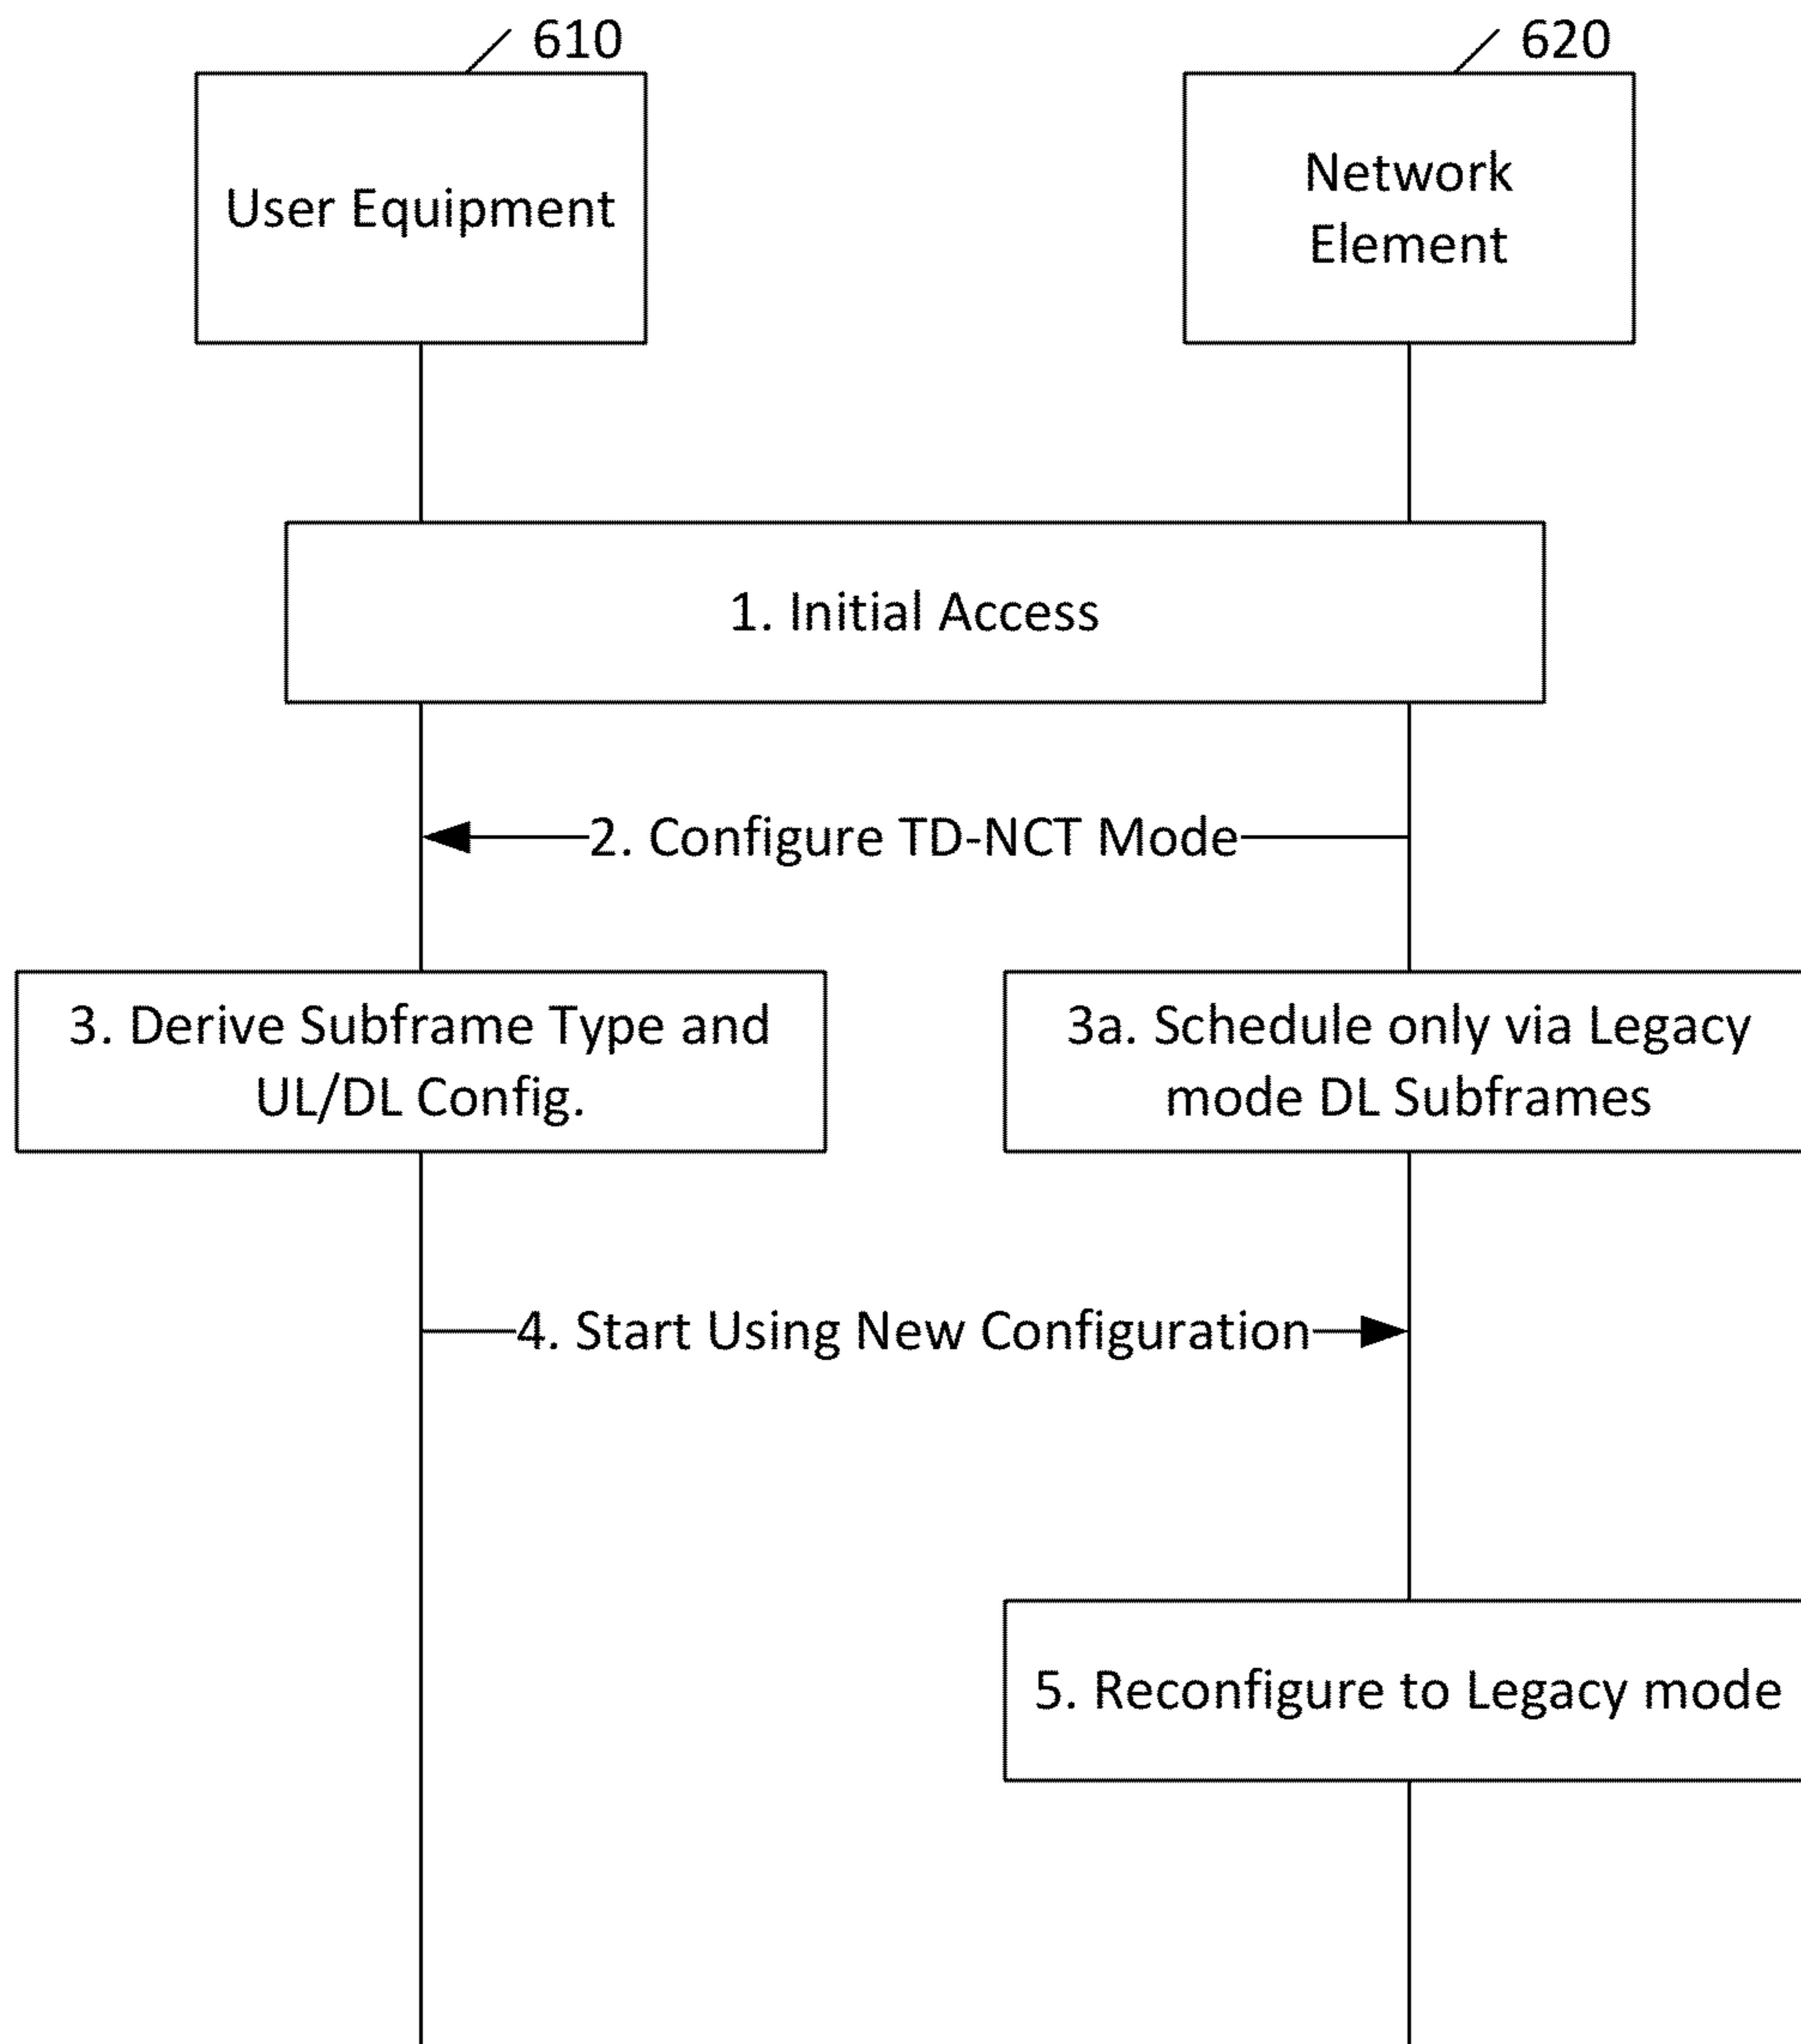 610
620
User Equipment
Network
Element
1. Initial Access
2. Configure TD-NCT Mode
3. Derive Subframe Type and
UL/DL Config.
3a. Schedule only via Legacy
mode DL Subframes
4. Start Using New Configuration
5. Reconfigure to Legacy mode